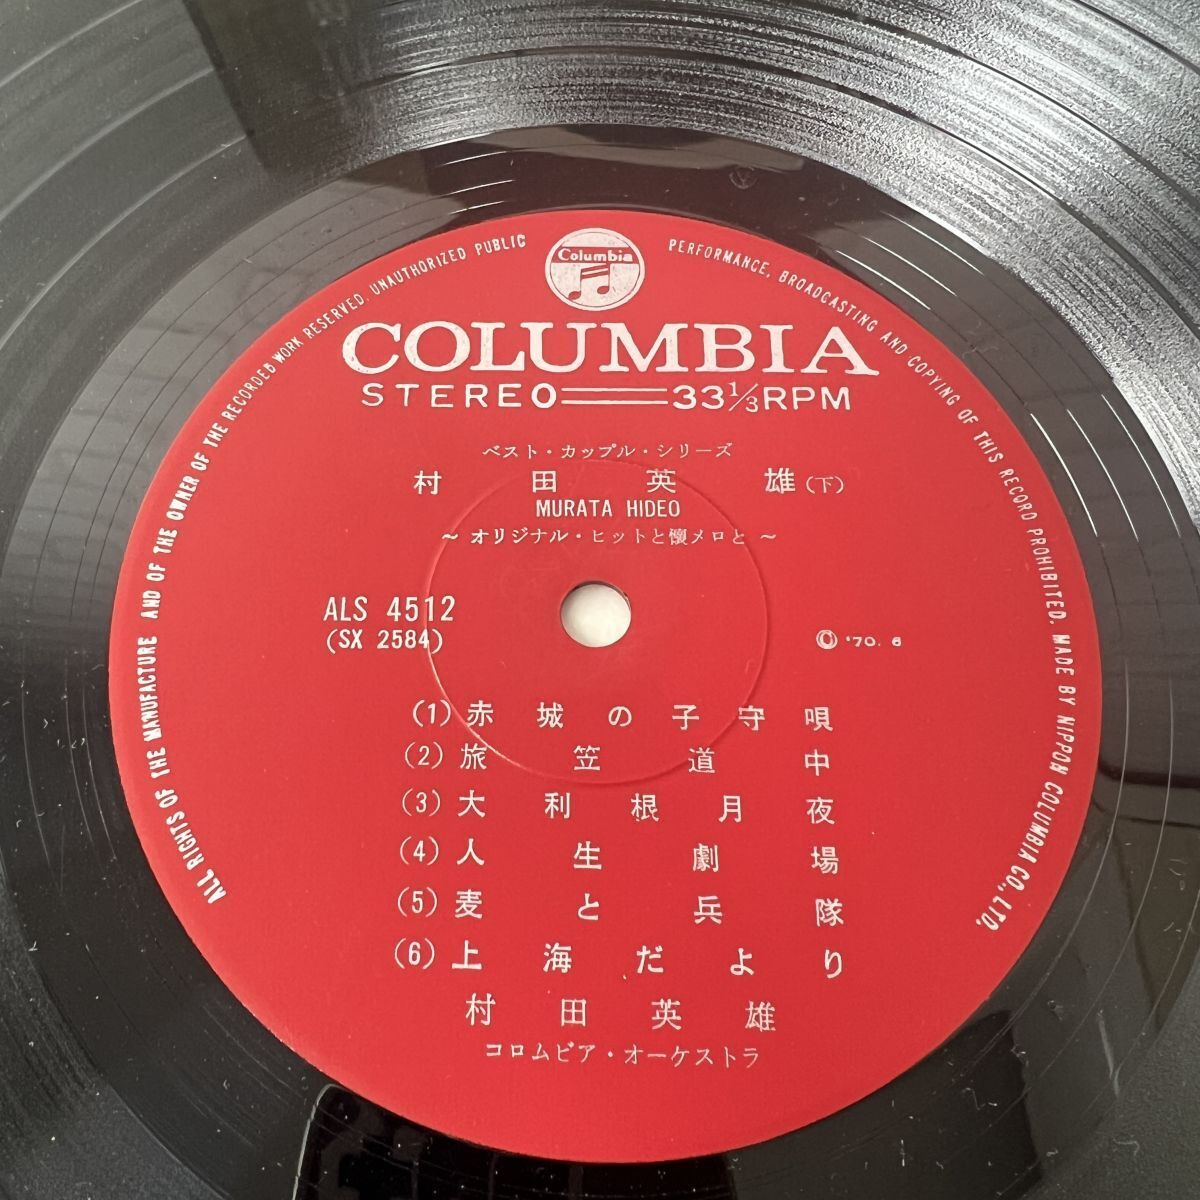 ALL RIGHTS OF THE MANUFACTURE AND OF THE OWNER OF THE RECORDED WORK RESERVED. UNAUTHORIZED PUBLIC PERFORMANCE, BROADCASTING AND COPYING OF THIS RECORD PROHIBITED. MADE BY NIPPON COLUMBIA CO., LTD.
Columbia
COLUMBIA
STEREO 33 1/3 RPM
ベスト・カップル・シリーズ
村田英雄(下)
MURATA HIDEO
～ オリジナル・ヒットと懐メロと ～
ALS 4512
(SX 2584)
© '70. 6
(1) 赤城の子守唄
(2) 旅笠道中
(3) 大利根月夜
(4) 人生劇場
(5) 麦と兵隊
(6) 上海だより
村田英雄
コロムビア・オーケストラ